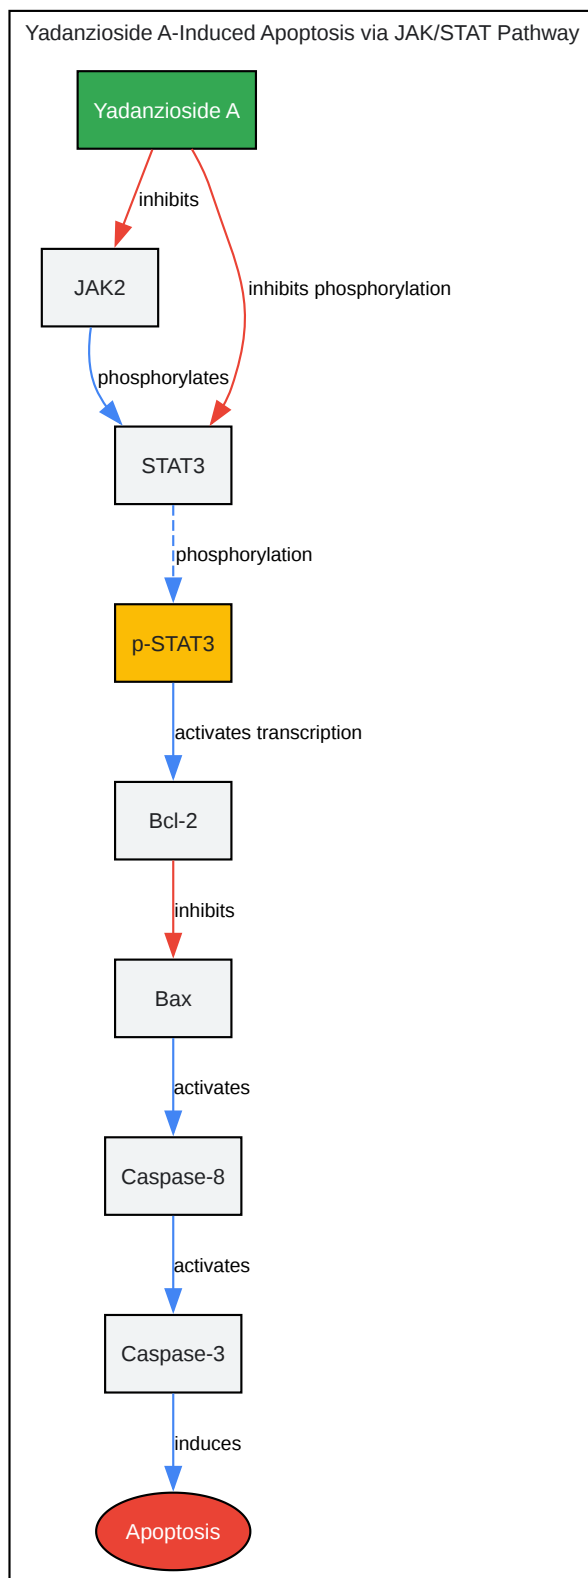 Yadanzioside A-Induced Apoptosis via JAK/STAT Pathway
Yadanzioside A
inhibits
JAK2
inhibits phosphorylation
phosphorylates
STAT3
phosphorylation
p-STAT3
activates transcription
Bcl-2
inhibits
Bax
activates
Caspase-8
activates
Caspase-3
induces
Apoptosis